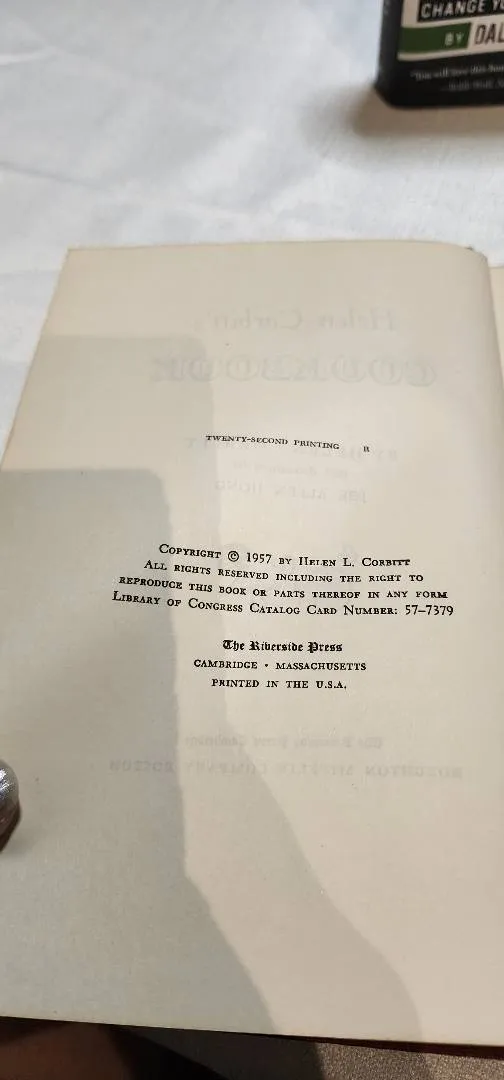 CHANGE
BY
TWENTY-SECOND PRINTING R
COPYRIGHT © 1957 BY HELEN L. CORBITT
ALL RIGHTS RESERVED INCLUDING THE RIGHT TO
REPRODUCE THIS BOOK OR PARTS THEREOF IN ANY FORM
LIBRARY OF CONGRESS CATALOG CARD NUMBER: 57-7379
The Riverside Press
CAMBRIDGE • MASSACHUSETTS
PRINTED IN THE U.S.A.